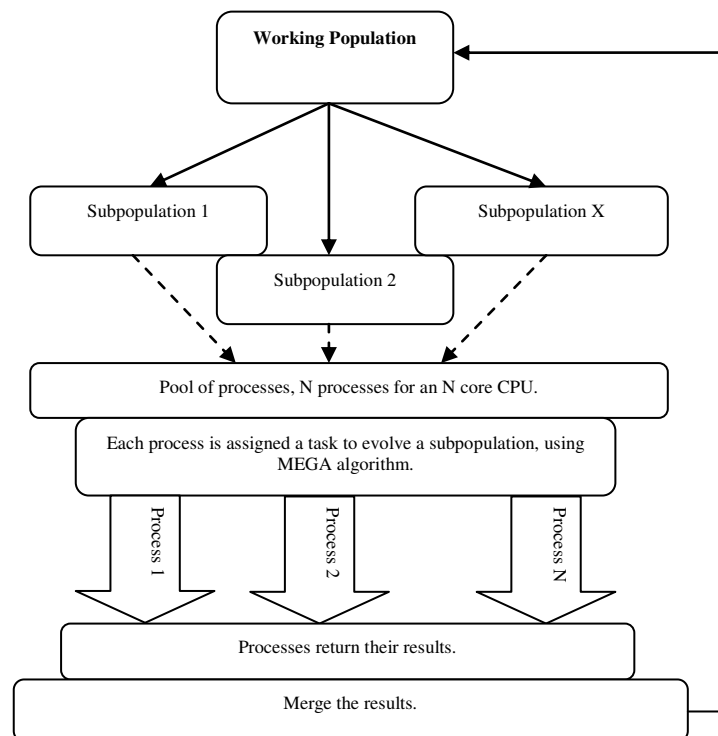 Working Population
Subpopulation 1
Subpopulation X
Subpopulation 2
Pool of processes, N processes for an N core CPU.
Each process is assigned a task to evolve a subpopulation, using
MEGA algorithm.
Process 1
Process 2
Process N
Processes return their results.
Merge the results.